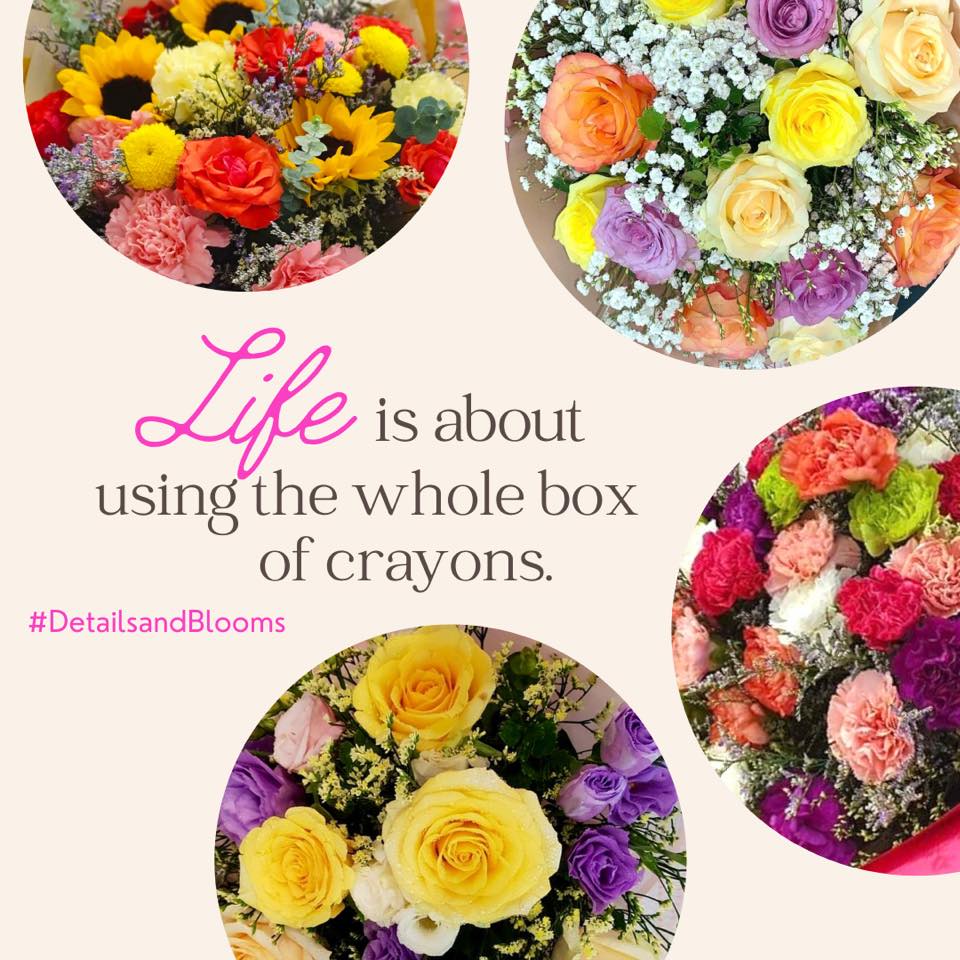 Life is about
using the whole box
of crayons.
#DetailsandBlooms